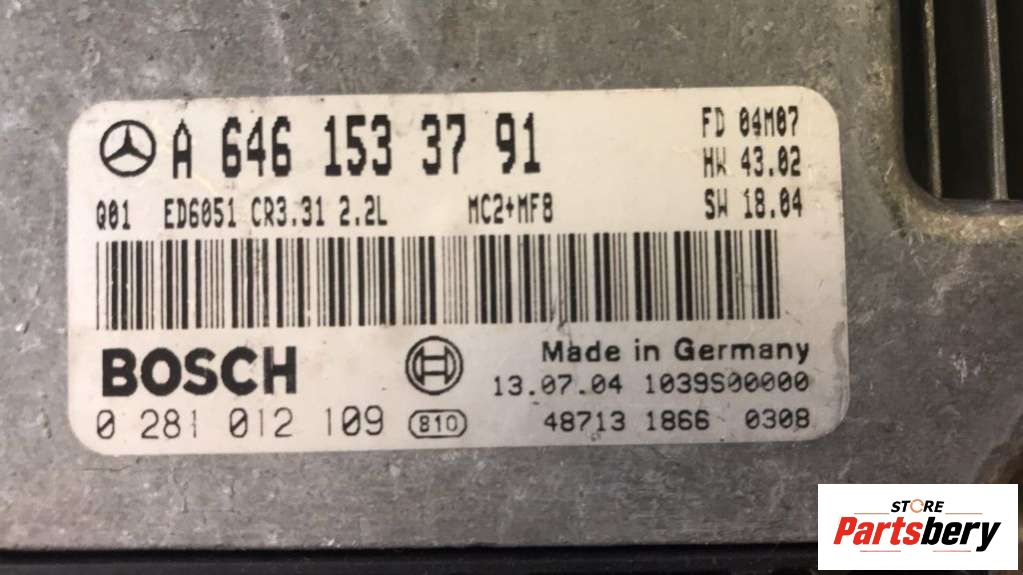 A 646 153 37 91
FD 04M07
HW 43.02
Q01 ED6051 CR3.31 2.2L MC2+MF8 SW 18.04
BOSCH
Made in Germany
13.07.04 1039S00000
0 281 012 109 810 48713 1866 0308
STORE
Partsbery